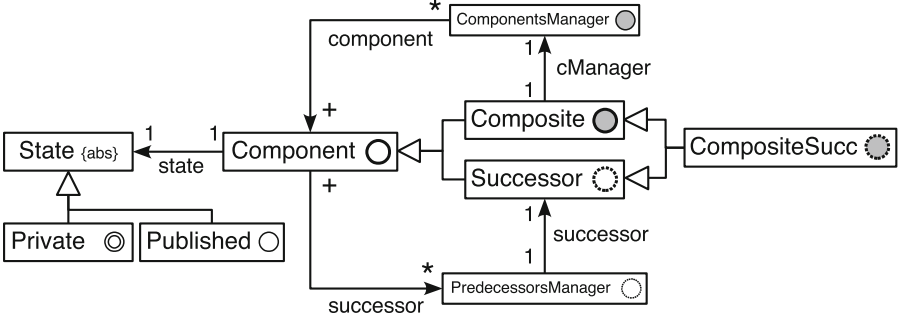 *
ComponentsManager
component
1
cManager
+
1
Composite
State {abs}
1
1
state
Component
CompositeSucc
+
Successor
1
successor
Private
Published
1
*
successor
PredecessorsManager